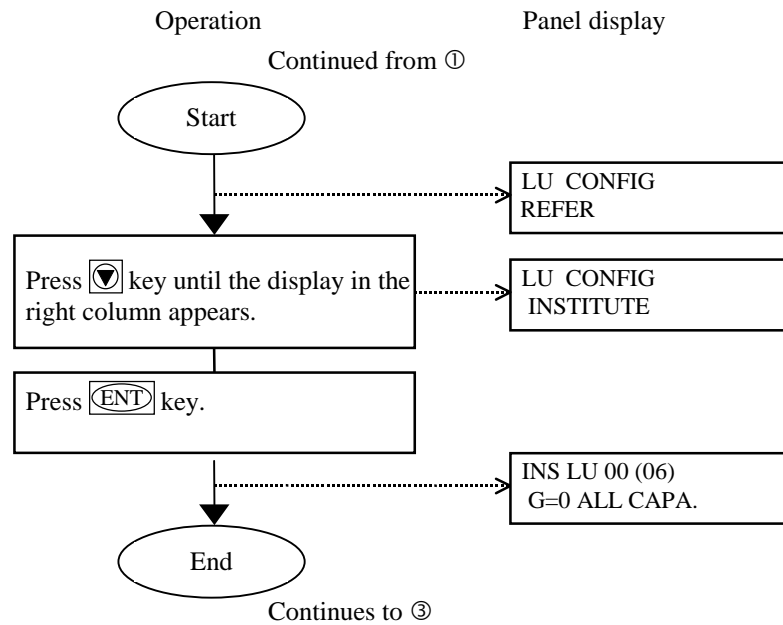 Operation Panel display
Continued from ①
Start
LU CONFIG
REFER
Press ▼ key until the display in the
right column appears.
LU CONFIG
INSTITUTE
Press ENT key.
INS LU 00 (06)
G=0 ALL CAPA.
End
Continues to ③